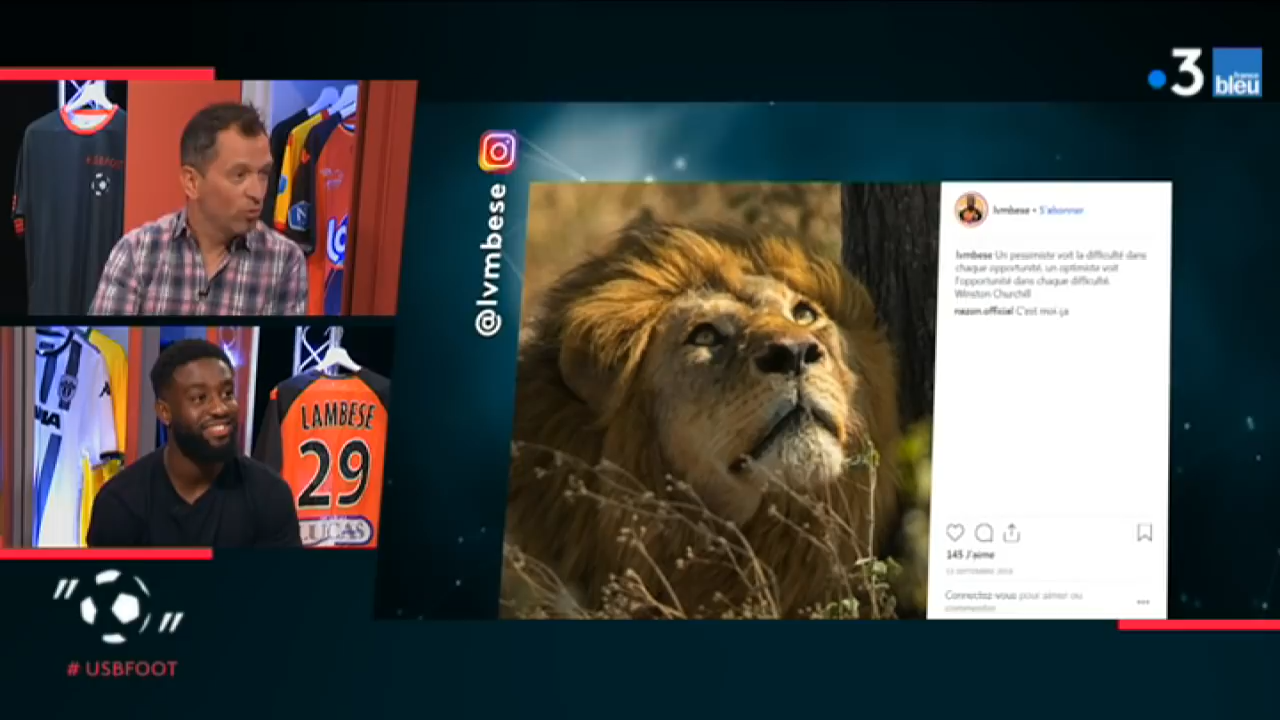 3
france
bleu
#USBFOOT
@lvmbese
lvmbese • S'abonner
lvmbese Un pessimiste voit la difficulté dans
chaque opportunité, un optimiste voit
l'opportunité dans chaque difficulté.
Winston Churchill
nazon.official C'est moi ça
LAMBESE
29
LUCAS
145 J'aime
Connectez-vous pour aimer ou
commenter
...
# USBFOOT